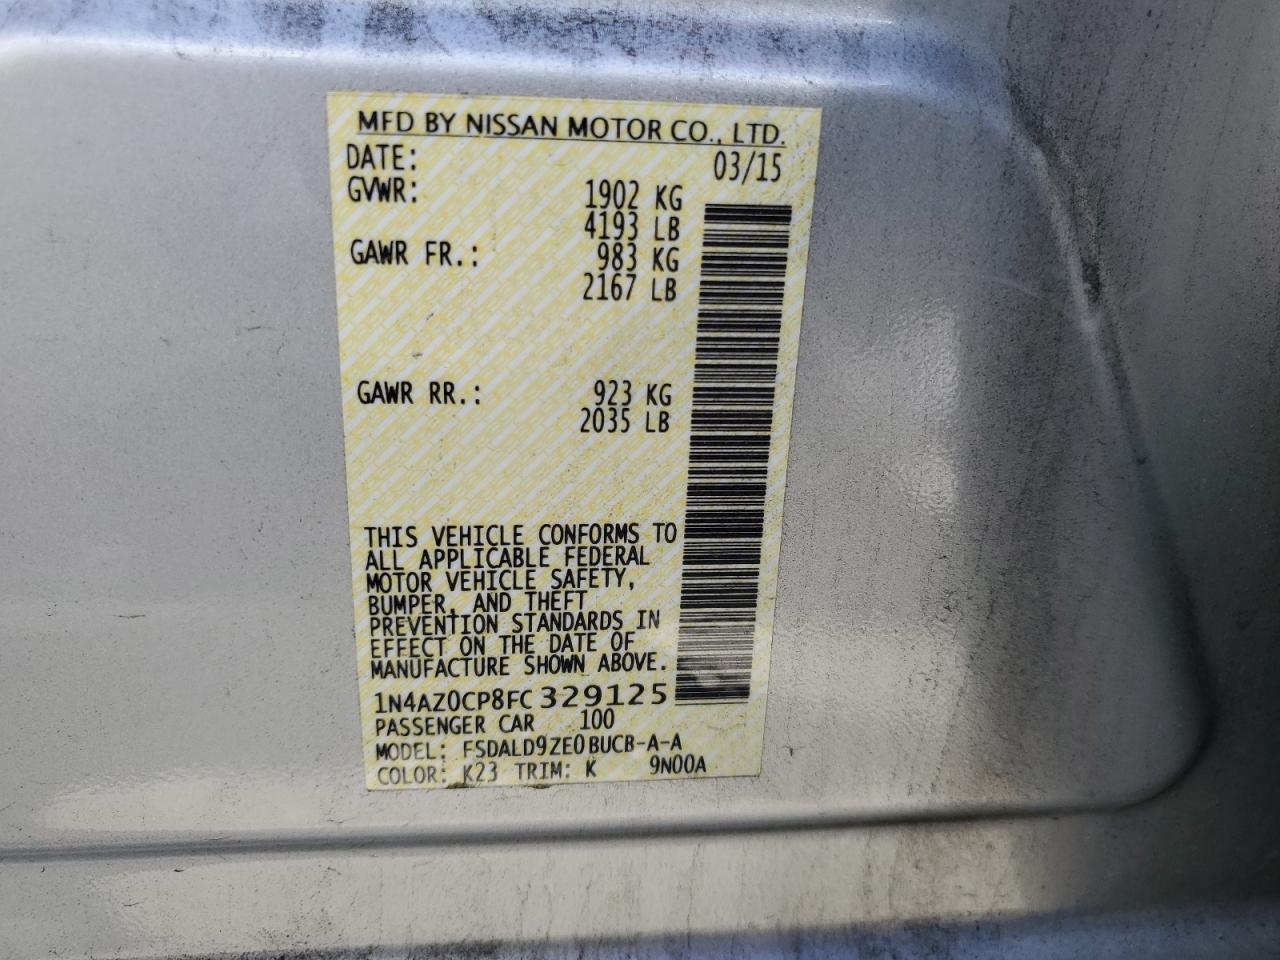 MFD BY NISSAN MOTOR CO., LTD.
DATE: 03/15
GVWR: 1902 KG
4193 LB
GAWR FR.: 983 KG
2167 LB
GAWR RR.: 923 KG
2035 LB
THIS VEHICLE CONFORMS TO
ALL APPLICABLE FEDERAL
MOTOR VEHICLE SAFETY,
BUMPER, AND THEFT
PREVENTION STANDARDS IN
EFFECT ON THE DATE OF
MANUFACTURE SHOWN ABOVE.
1N4AZ0CP8FC329125
PASSENGER CAR 100
MODEL: FSDALD9ZE0BUCB-A-A
COLOR: K23 TRIM: K 9N00A